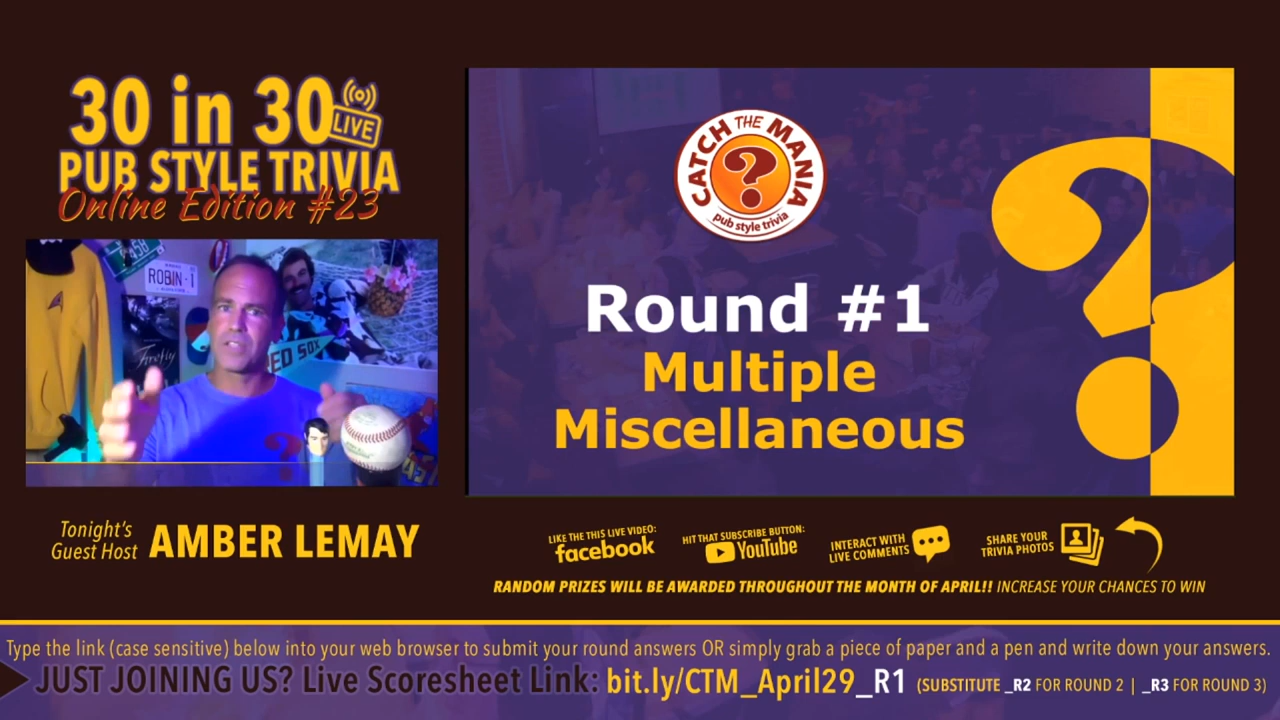 30 in 30
LIVE
PUB STYLE TRIVIA
Online Edition #23
ROBIN·1
Firefly
RED SOX
Tonight's
Guest Host AMBER LEMAY
CATCH THE MANIA
?
pub style trivia
Round #1
Multiple
Miscellaneous
?
LIKE THE THIS LIVE VIDEO:
facebook
HIT THAT SUBSCRIBE BUTTON:
YouTube
INTERACT WITH
LIVE COMMENTS
SHARE YOUR
TRIVIA PHOTOS
RANDOM PRIZES WILL BE AWARDED THROUGHOUT THE MONTH OF APRIL!! INCREASE YOUR CHANCES TO WIN
Type the link (case sensitive) below into your web browser to submit your round answers OR simply grab a piece of paper and a pen and write down your answers.
JUST JOINING US? Live Scoresheet Link: bit.ly/CTM_April29_R1 (SUBSTITUTE _R2 FOR ROUND 2 | _R3 FOR ROUND 3)